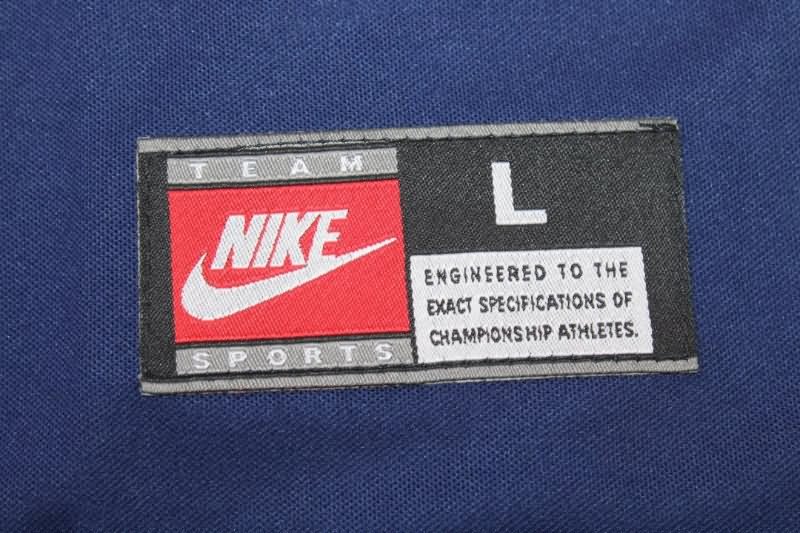 TEAM
NIKE
SPORTS
L
ENGINEERED TO THE
EXACT SPECIFICATIONS OF
CHAMPIONSHIP ATHLETES.